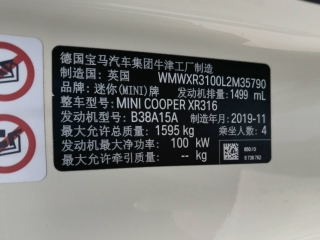 德国宝马汽车集团牛津工厂制造
制造国：英国 WMWXR3100L2M35790
品牌：迷你(MINI)牌 发动机排量：1499 mL
整车型号：MINI COOPER XR316
发动机型号：B38A15A 制造年月：2019-11
最大允许总质量：1595 kg 乘坐人数：4
发动机最大净功率：100 kW
最大允许牵引质量：-- kg